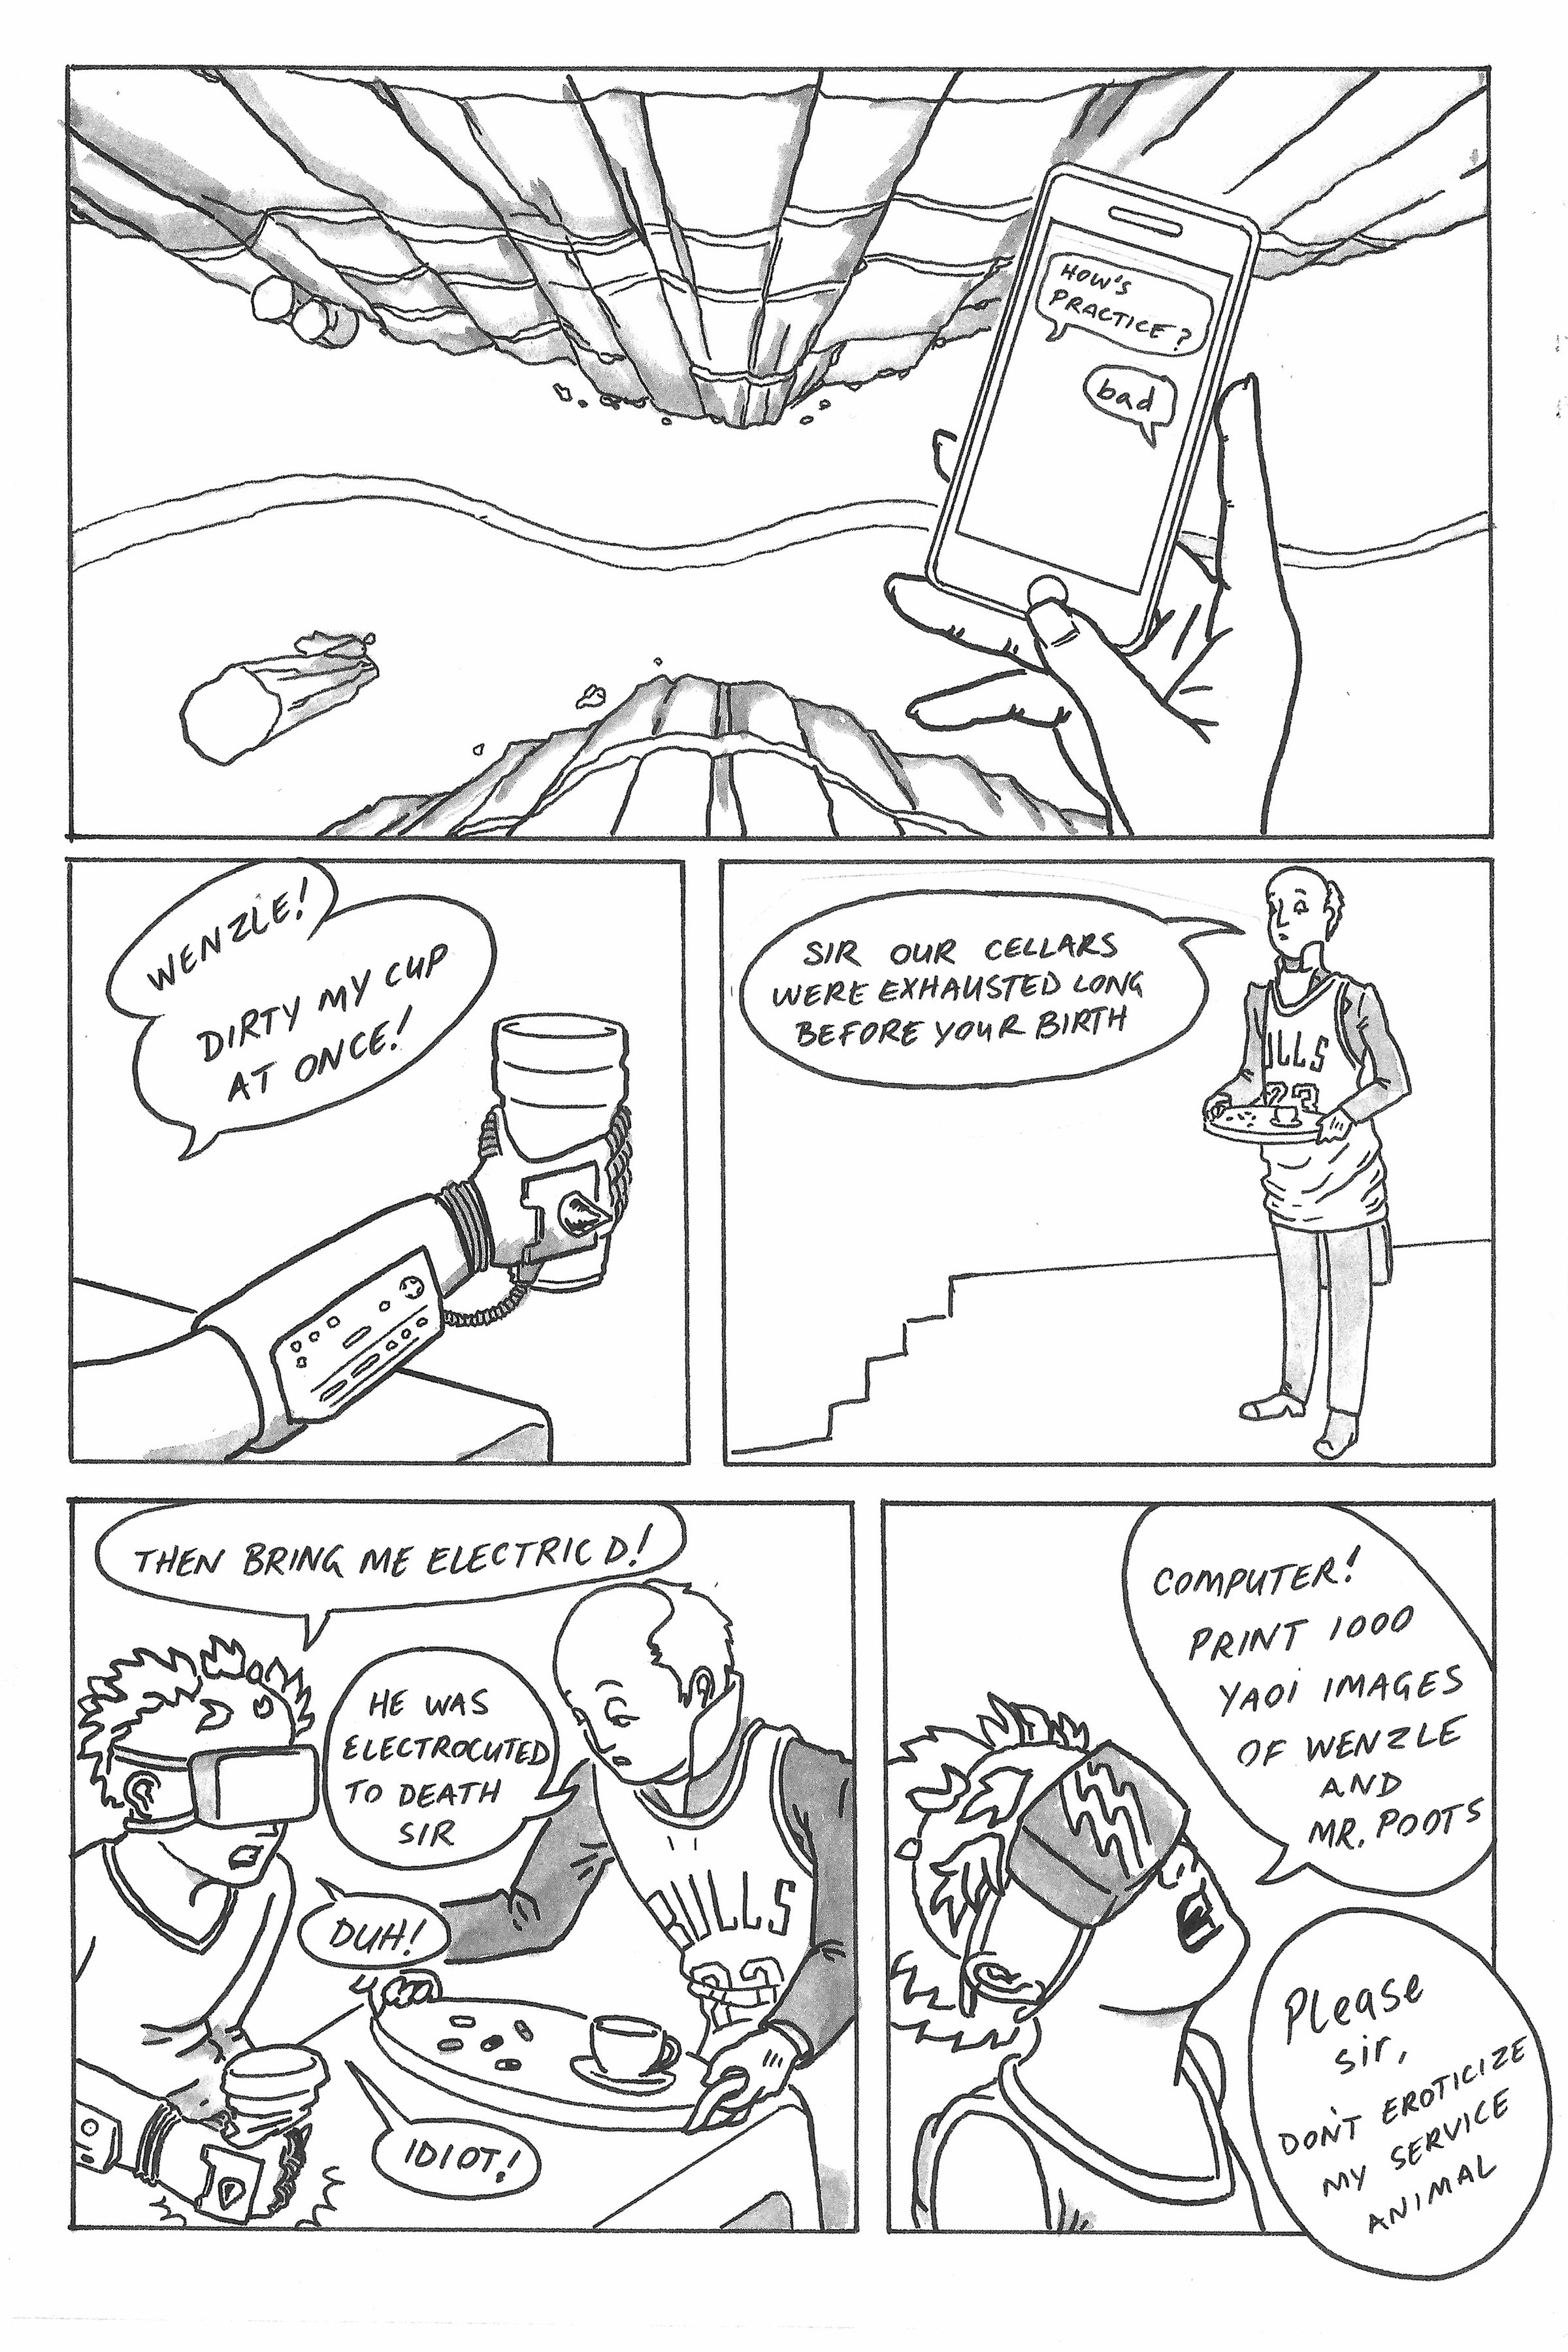 HOW'S
PRACTICE?
bad
WENZLE!
DIRTY MY CUP
AT ONCE!
SIR OUR CELLARS
WERE EXHAUSTED LONG
BEFORE YOUR BIRTH
ULLS
23
THEN BRING ME ELECTRIC D!
HE WAS
ELECTROCUTED
TO DEATH
SIR
DUH!
BULLS
23
IDIOT!
COMPUTER!
PRINT 1000
YAOI IMAGES
OF WENZLE
AND
MR. POOTS
Please
sir,
DON'T EROTICIZE
MY SERVICE
ANIMAL